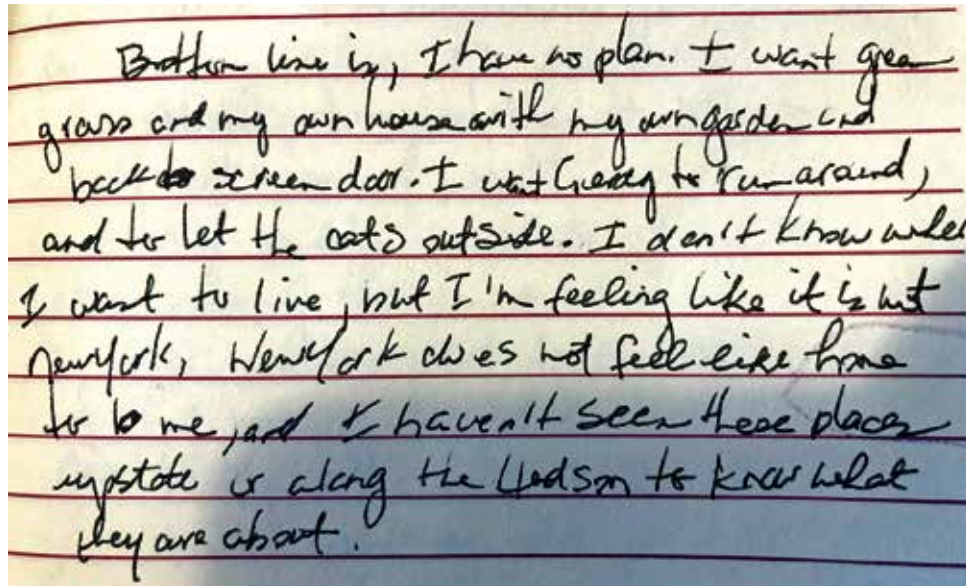 Bottom line is, I have no plan. I want green
grass and my own house with my own garden and
back screen door. I want to run around,
and to let the cats outside. I don't know
I want to live, but I'm feeling like it is not
New York, New York does not feel like home
to me, and I haven't seen these places
upstate or along the Hudson to know what
they are about.